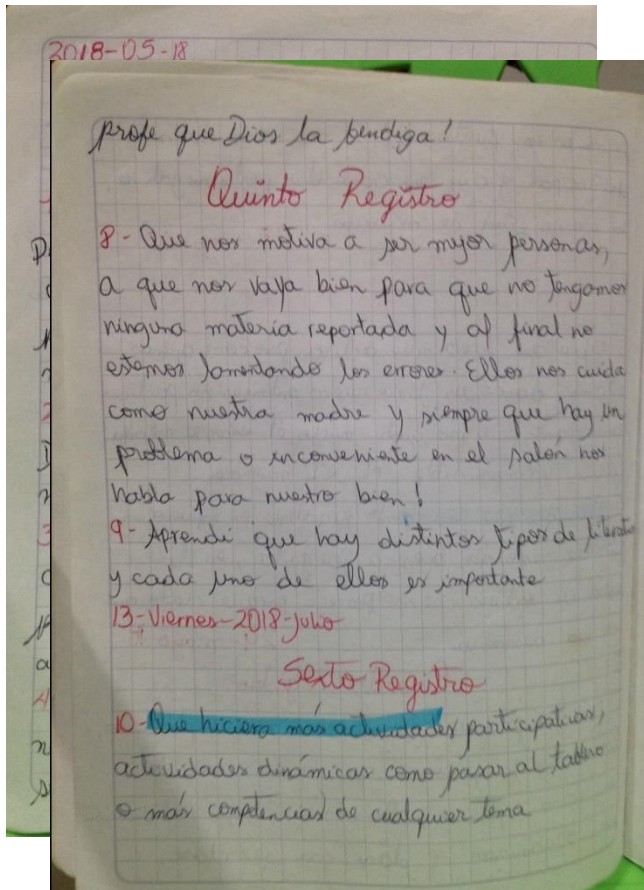 2018-05-18
profe que Dios la bendiga!
Quinto Registro
8- Que nos motiva a ser mejor personas,
a que nos vaya bien para que no tengamos
ninguna materia reportada y al final no
estemos lamentando los errores. Ellos nos cuida
como nuestra madre y siempre que hay un
problema o inconveniente en el salón nos
habla para nuestro bien!
9- Aprendí que hay distintos tipos de
y cada uno de ellos es importante
13-Viernes-2018-Julio
Sexto Registro
10- Que hiciera más actividades participativas,
actividades dinámicas como pasar al tablero
o más competencias de cualquier tema